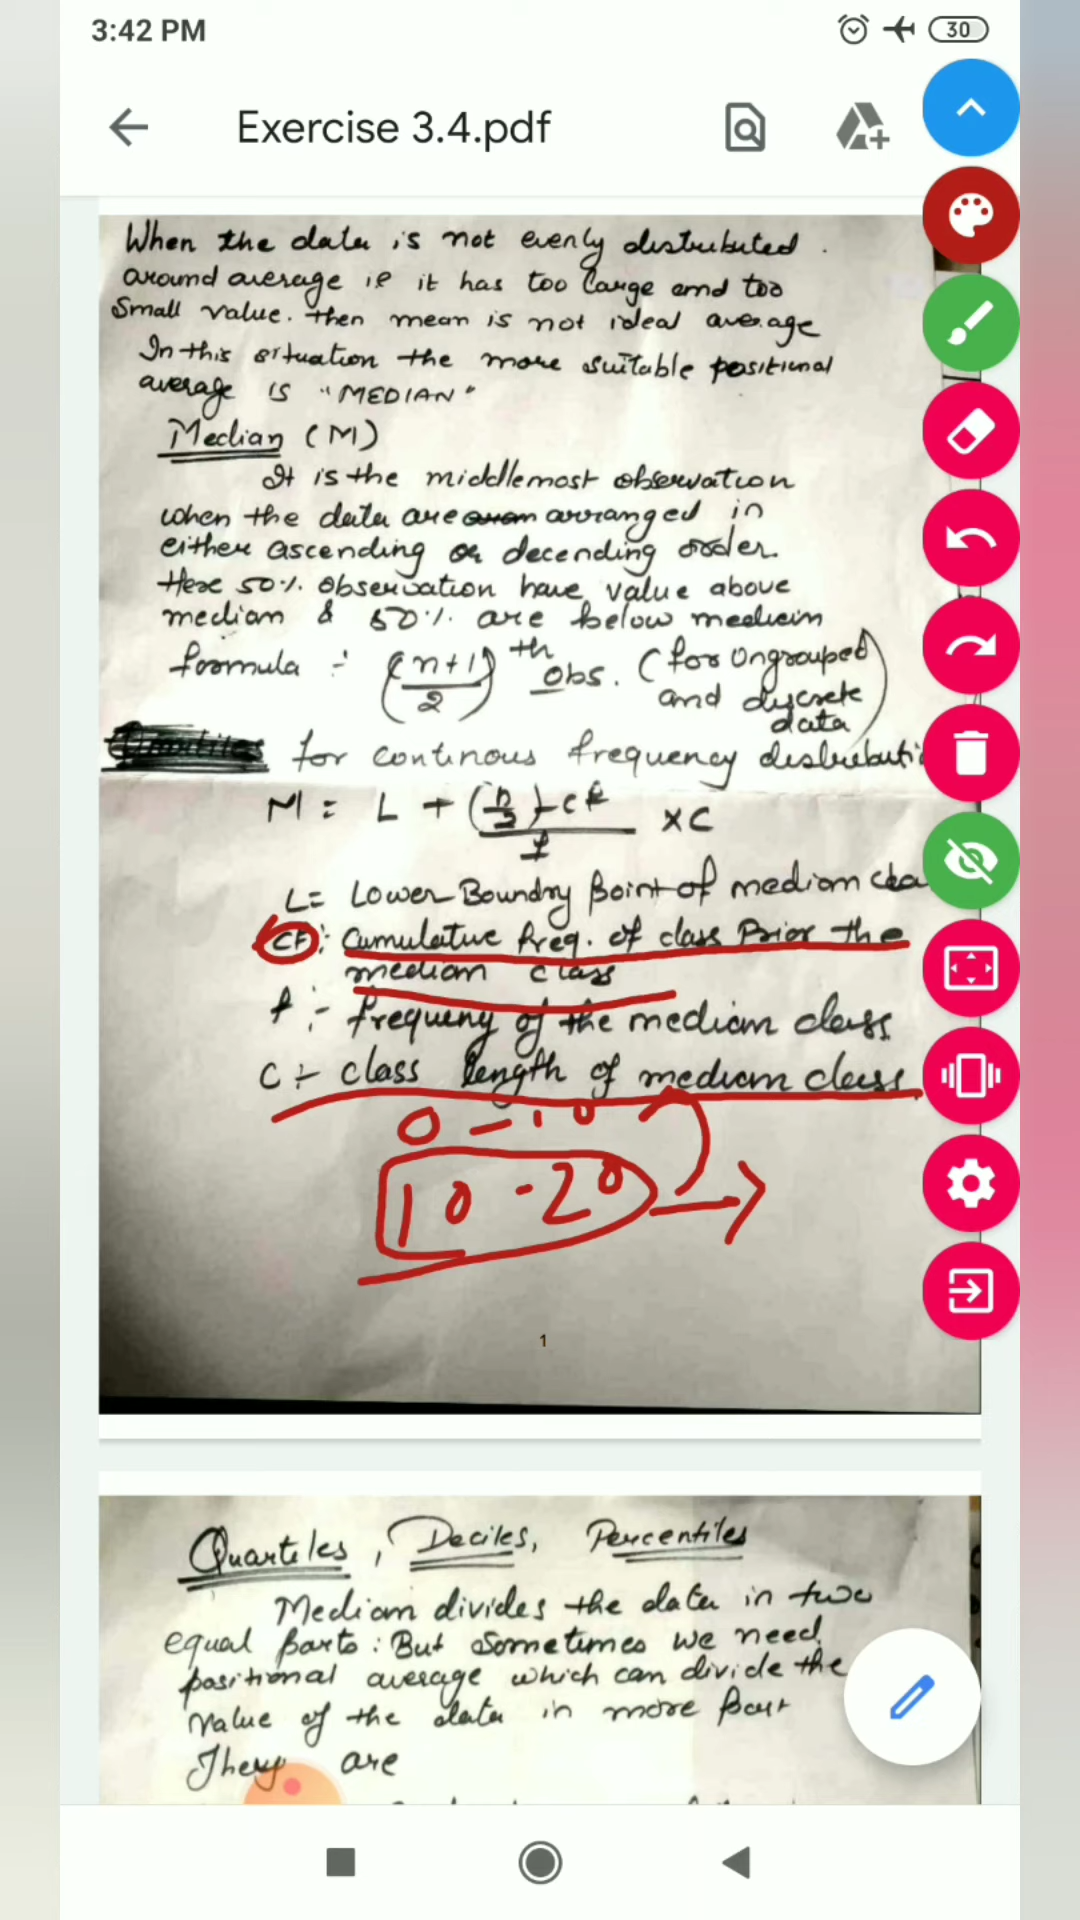 3:42 PM
30
Exercise 3.4.pdf
When the data is not evenly distributed.
around average ie it has too large and too
small value. then mean is not ideal average
In this situation the more suitable positional
average is "MEDIAN"
Median (M)
It is the middlemost observation
when the data are arranged in
either ascending or decending order.
Here 50% observation have value above
median & 50% are below median
formula :- (n+1)/2 th obs. (for Ungrouped
and discrete
data)
for continous frequency
M = L + (n/2) - cf / f × C
L = Lower Boundry Point of median
CF: Cumulative freq. of class Prior the
median class
f :- frequency of the median class
C :- class length of median class
0 - 10
10 - 20
1
Quartiles, Deciles, Percentiles
Median divides the data in two
equal parts: But sometimes we need
positional average which can divide the
value of the data in more part
They are